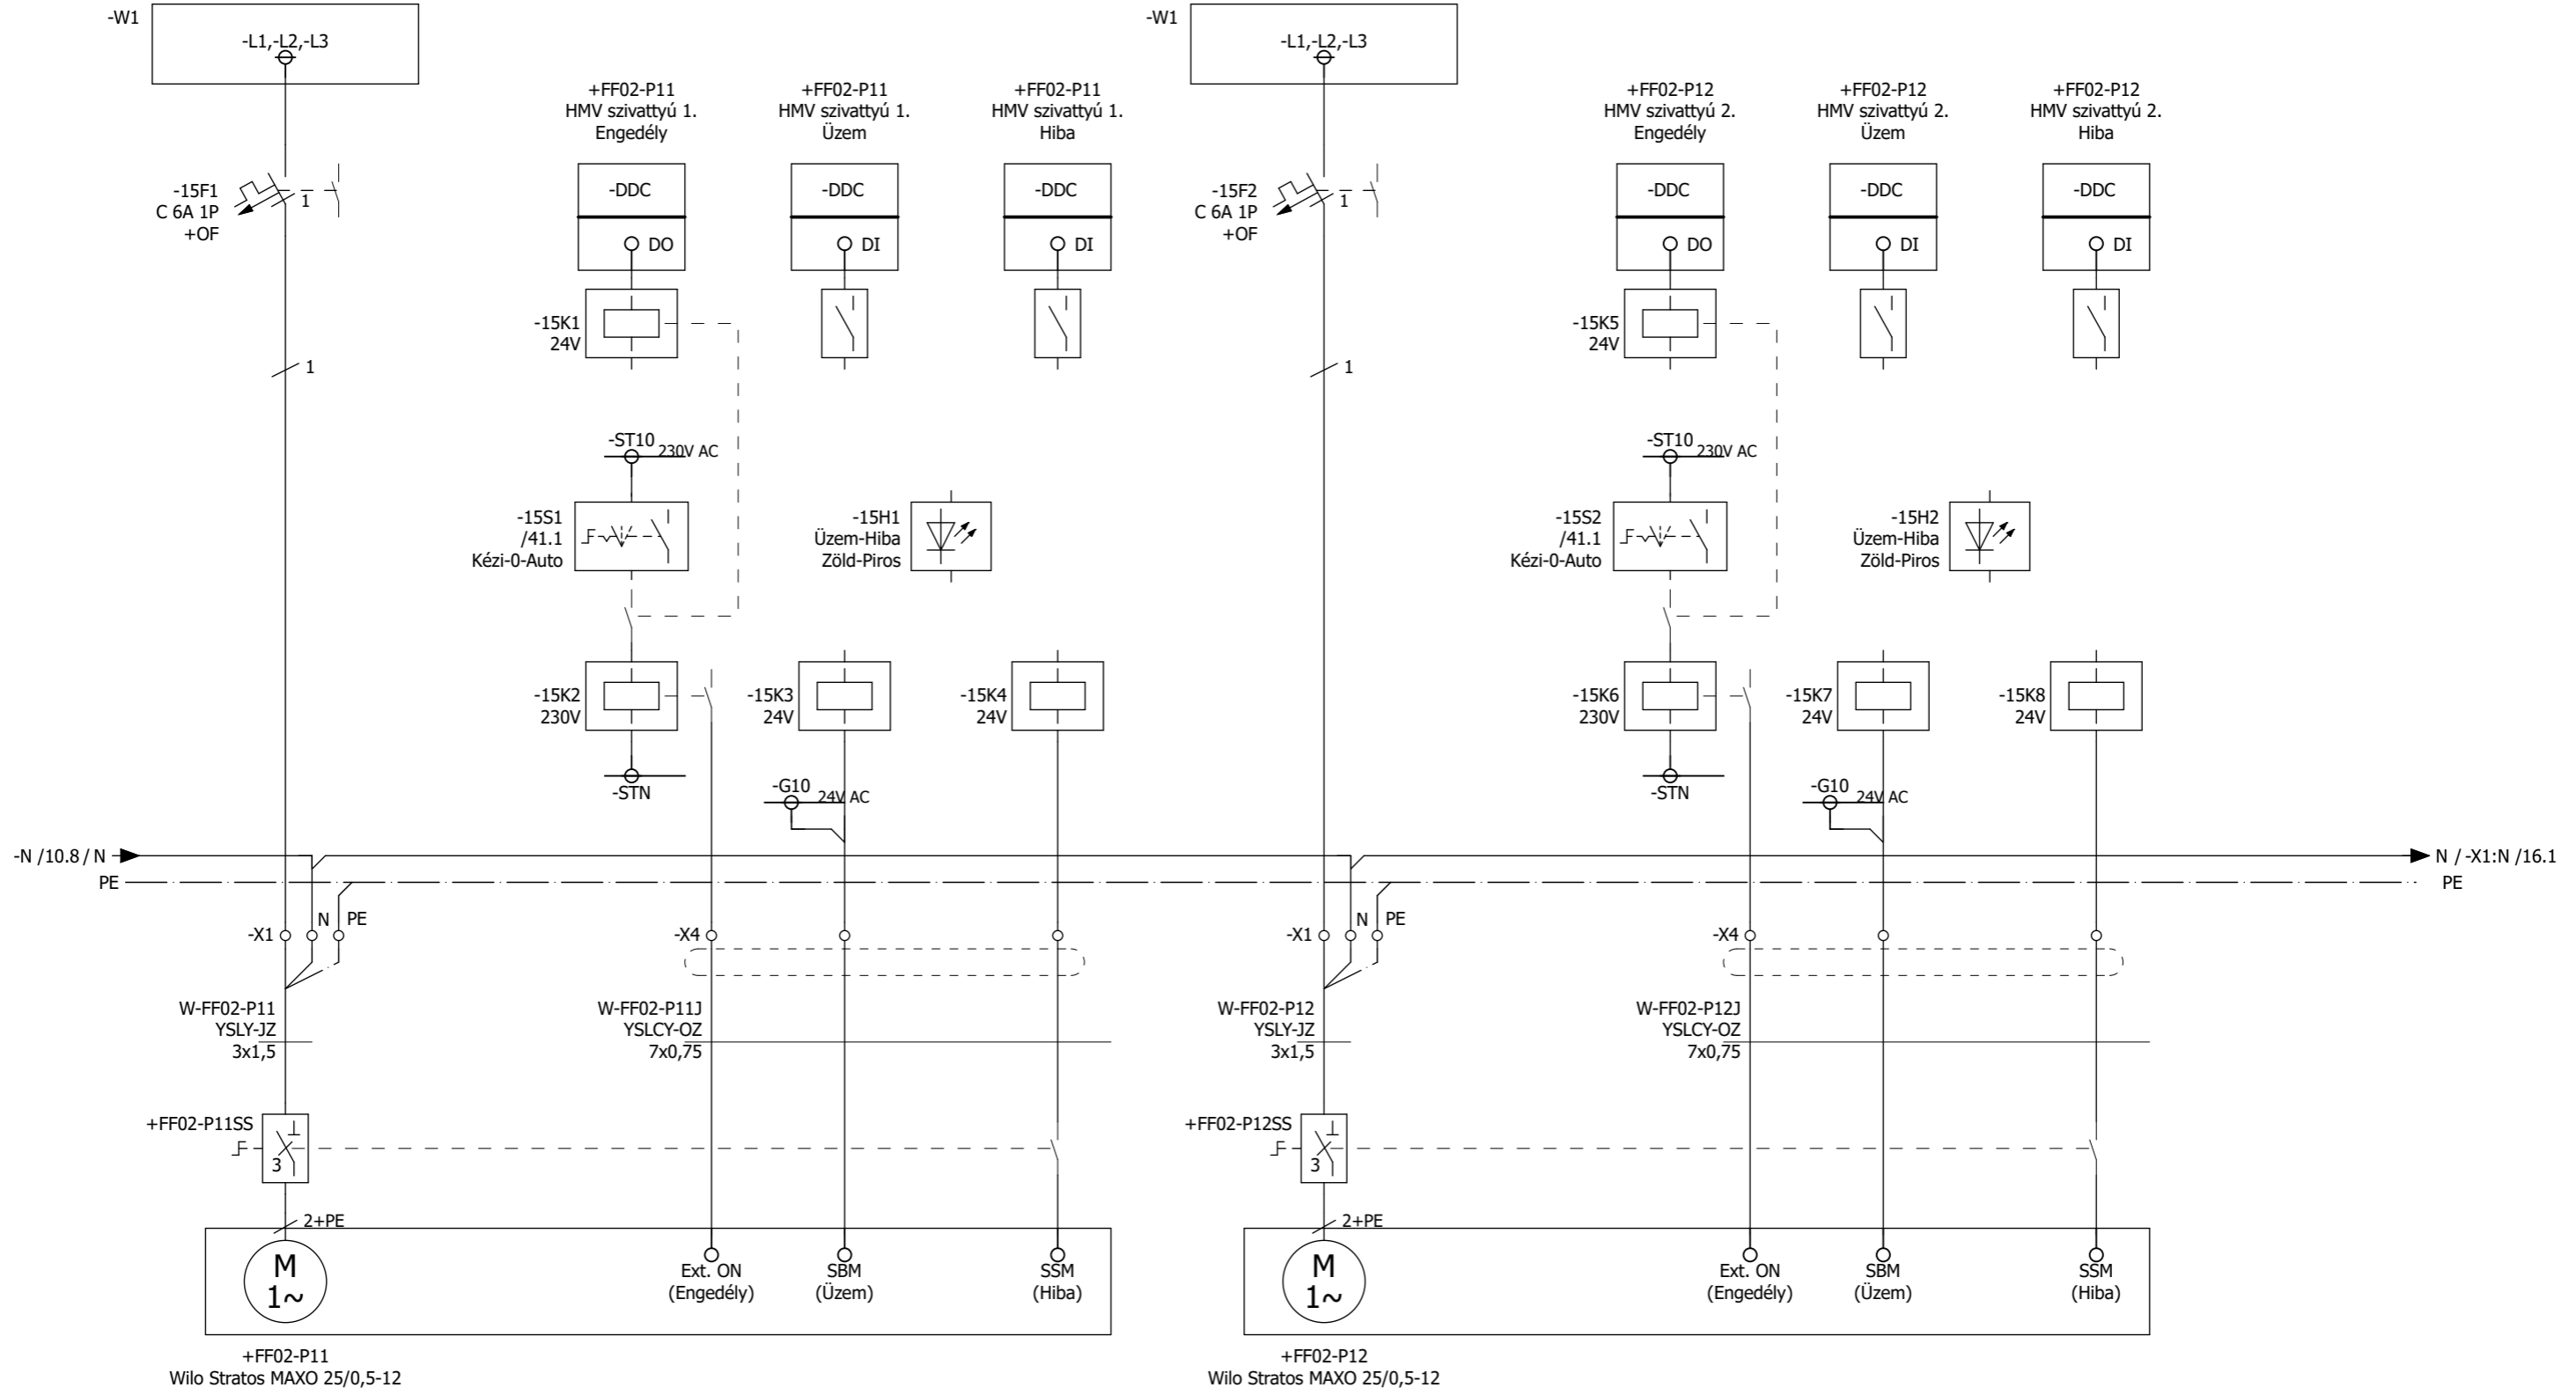 -W1
-L1,-L2,-L3
-W1
-L1,-L2,-L3
+FF02-P11
HMV szivattyú 1.
Engedély
+FF02-P11
HMV szivattyú 1.
Üzem
+FF02-P11
HMV szivattyú 1.
Hiba
+FF02-P12
HMV szivattyú 2.
Engedély
+FF02-P12
HMV szivattyú 2.
Üzem
+FF02-P12
HMV szivattyú 2.
Hiba
-15F1
C 6A 1P
+OF
1
-DDC
DO
-DDC
DI
-DDC
DI
-15F2
C 6A 1P
+OF
1
-DDC
DO
-DDC
DI
-DDC
DI
-15K1
24V
1
-15K5
24V
1
-ST10
230V AC
-15S1
/41.1
Kézi-0-Auto
-15H1
Üzem-Hiba
Zöld-Piros
-ST10
230V AC
-15S2
/41.1
Kézi-0-Auto
-15H2
Üzem-Hiba
Zöld-Piros
-15K2
230V
-15K3
24V
-15K4
24V
-15K6
230V
-15K7
24V
-15K8
24V
-STN
-G10
24V AC
-STN
-G10
24V AC
-N /10.8 / N
N / -X1:N /16.1
PE
PE
-X1
N
PE
-X4
-X1
N
PE
-X4
W-FF02-P11
YSLY-JZ
3x1,5
W-FF02-P11J
YSLCY-OZ
7x0,75
W-FF02-P12
YSLY-JZ
3x1,5
W-FF02-P12J
YSLCY-OZ
7x0,75
+FF02-P11SS
3
+FF02-P12SS
3
2+PE
2+PE
M
1~
Ext. ON
(Engedély)
SBM
(Üzem)
SSM
(Hiba)
M
1~
Ext. ON
(Engedély)
SBM
(Üzem)
SSM
(Hiba)
+FF02-P11
Wilo Stratos MAXO 25/0,5-12
+FF02-P12
Wilo Stratos MAXO 25/0,5-12